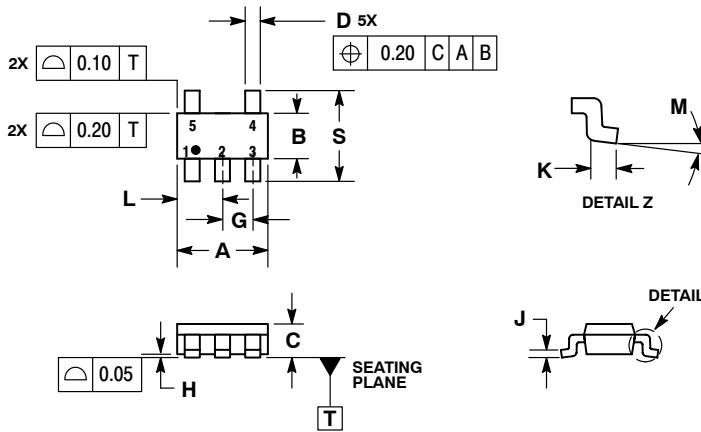 D 5X
⌖ 0.20 C A B
2X ⌓ 0.10 T
2X ⌓ 0.20 T
5 4
1 2 3
B
S
L
G
A
M
K
DETAIL Z
C
⌓ 0.05
H
SEATING
PLANE
T
J
DETAIL